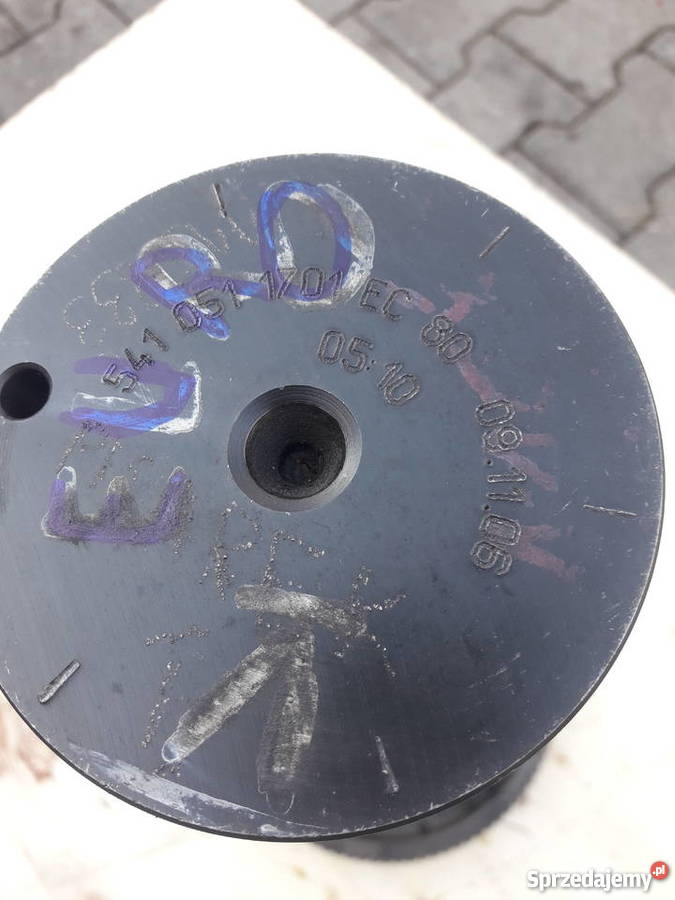 541 051 1701 EC 80 09.11.06
05:10
EURO
Sprzedajemy.pl